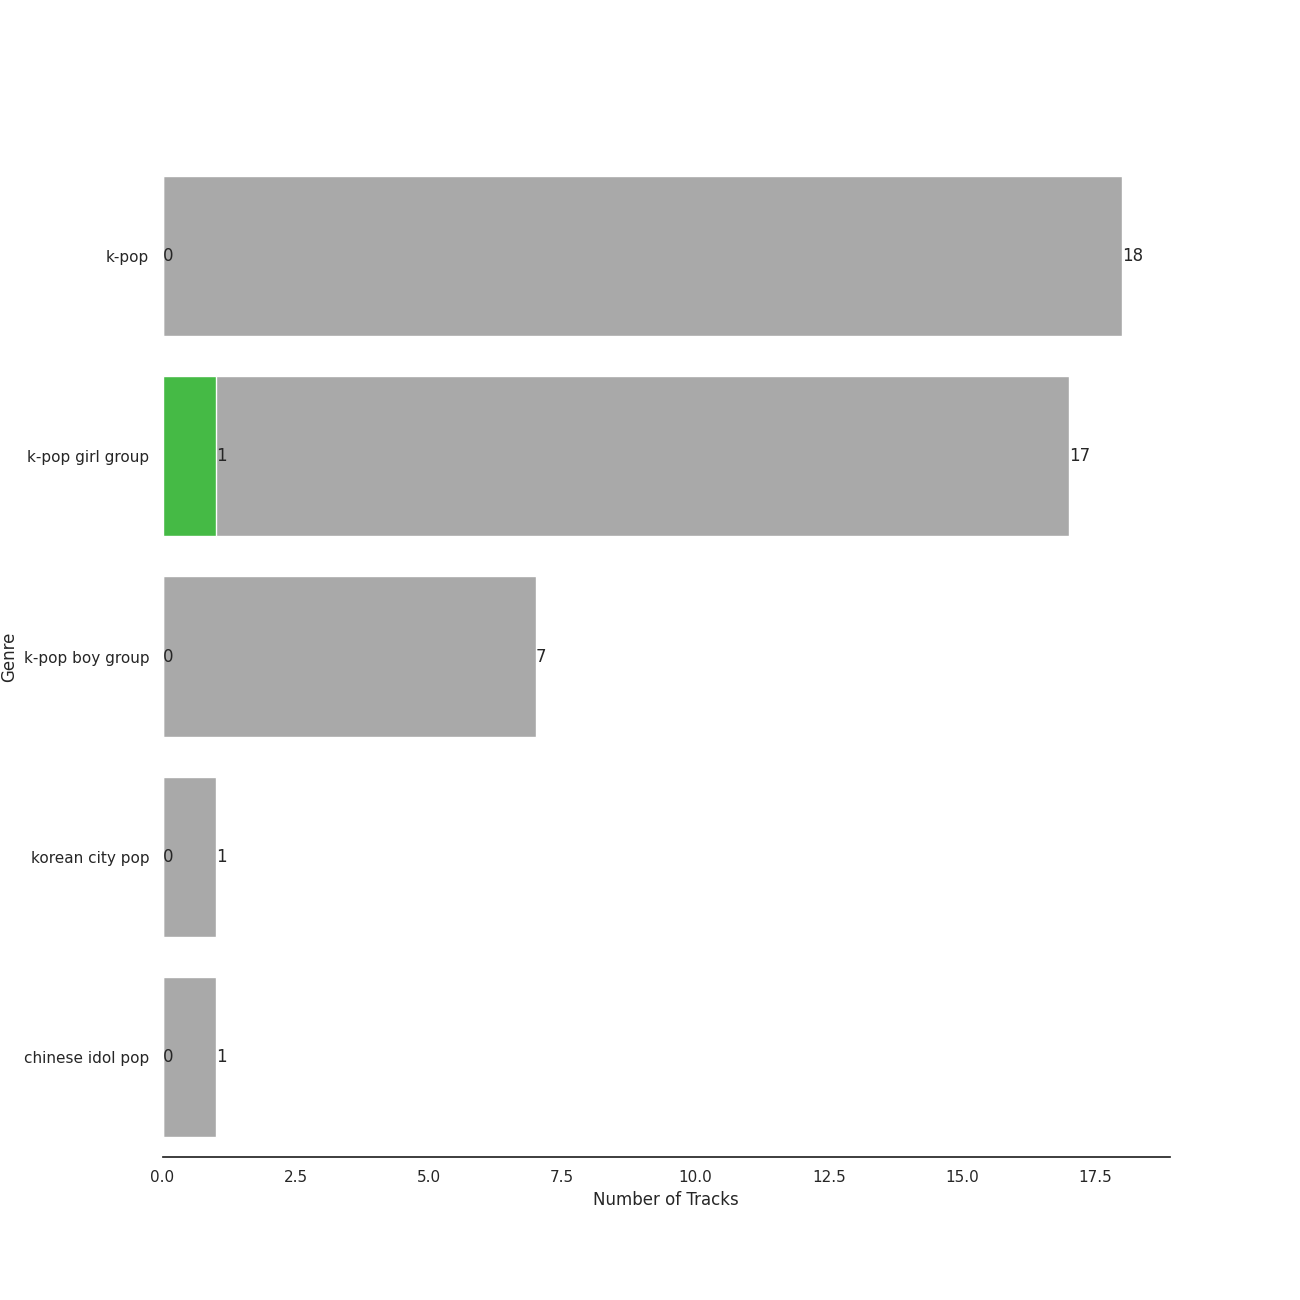 k-pop
0
18
k-pop girl group
1
17
k-pop boy group
0
7
korean city pop
0
1
chinese idol pop
0
1
Genre
0.0
2.5
5.0
7.5
10.0
12.5
15.0
17.5
Number of Tracks